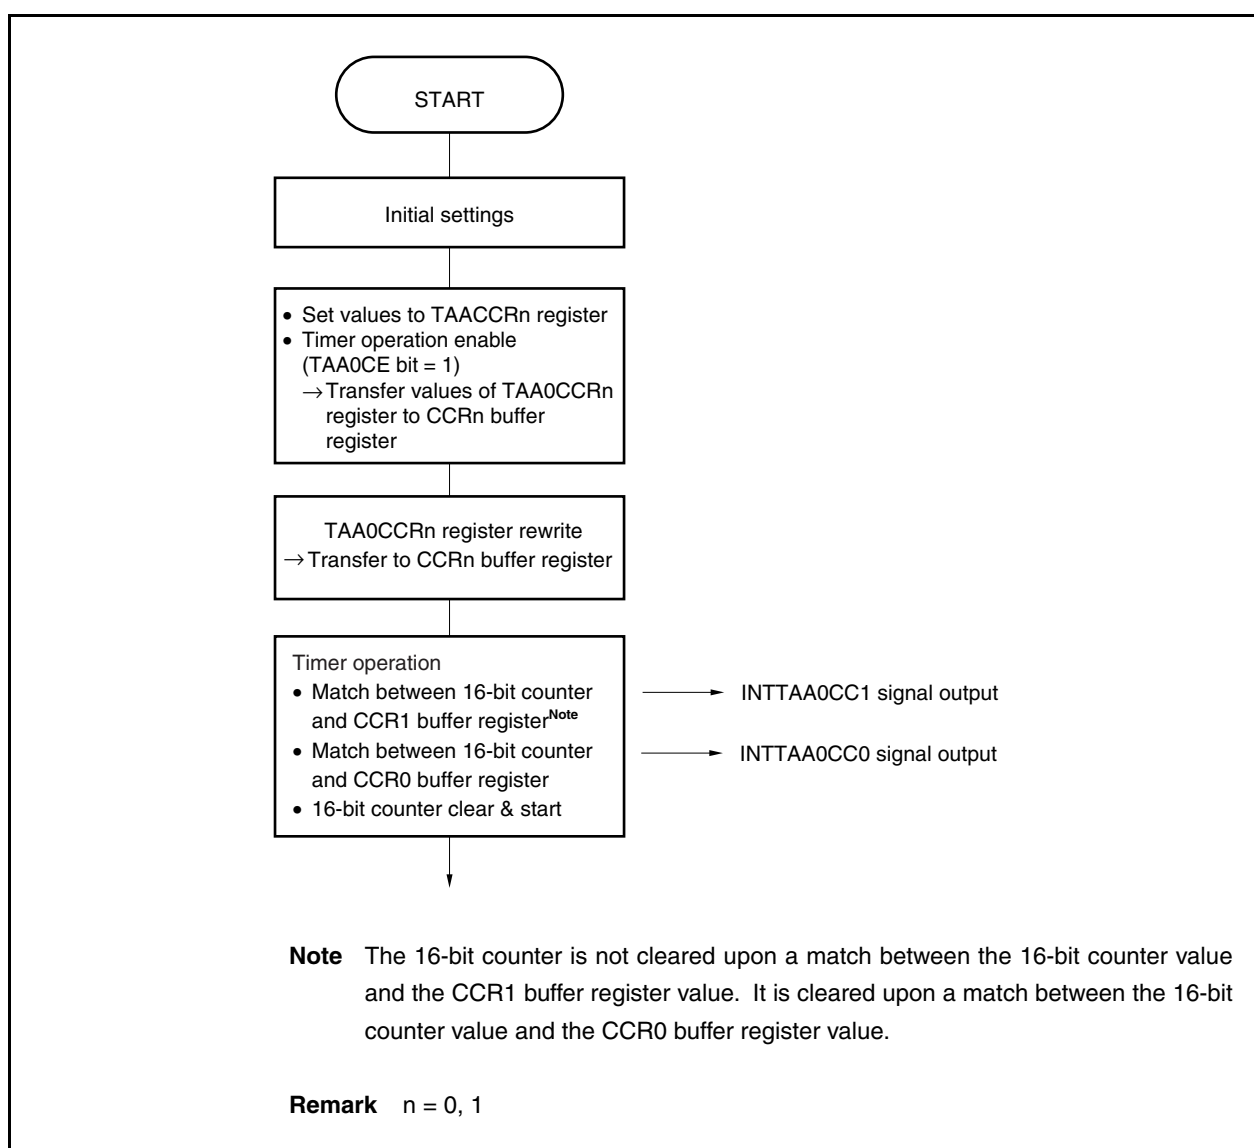 START
Initial settings
• Set values to TAACCRn register
• Timer operation enable
(TAA0CE bit = 1)
→ Transfer values of TAA0CCRn
register to CCRn buffer
register
TAA0CCRn register rewrite
→ Transfer to CCRn buffer register
Timer operation
• Match between 16-bit counter
and CCR1 buffer registerNote
• Match between 16-bit counter
and CCR0 buffer register
• 16-bit counter clear & start
INTTAA0CC1 signal output
INTTAA0CC0 signal output
Note The 16-bit counter is not cleared upon a match between the 16-bit counter value
and the CCR1 buffer register value. It is cleared upon a match between the 16-bit
counter value and the CCR0 buffer register value.
Remark n = 0, 1